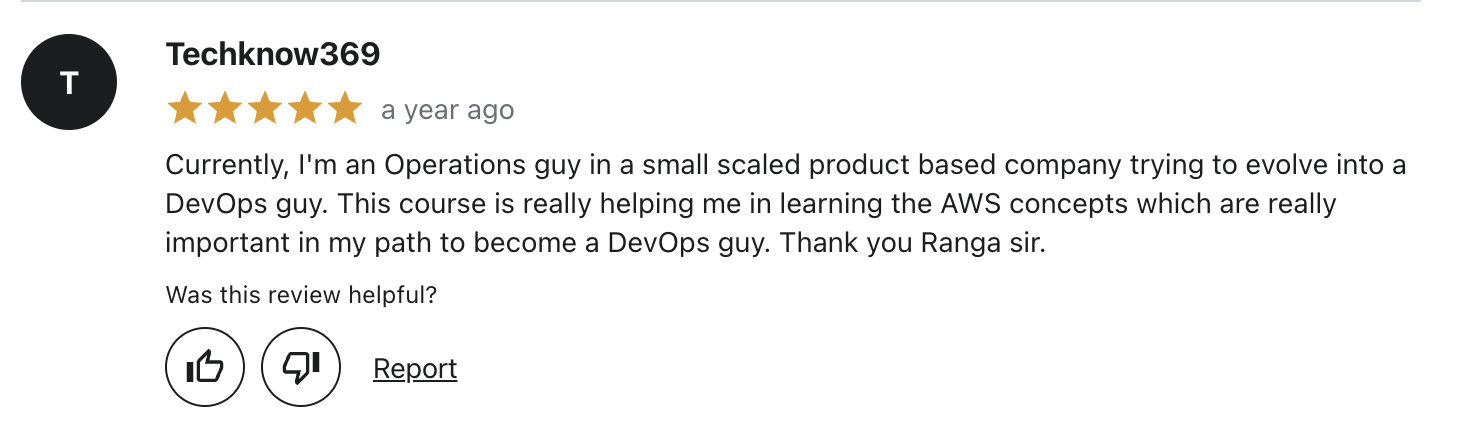 T
Techknow369
a year ago
Currently, I'm an Operations guy in a small scaled product based company trying to evolve into a
DevOps guy. This course is really helping me in learning the AWS concepts which are really
important in my path to become a DevOps guy. Thank you Ranga sir.
Was this review helpful?
Report